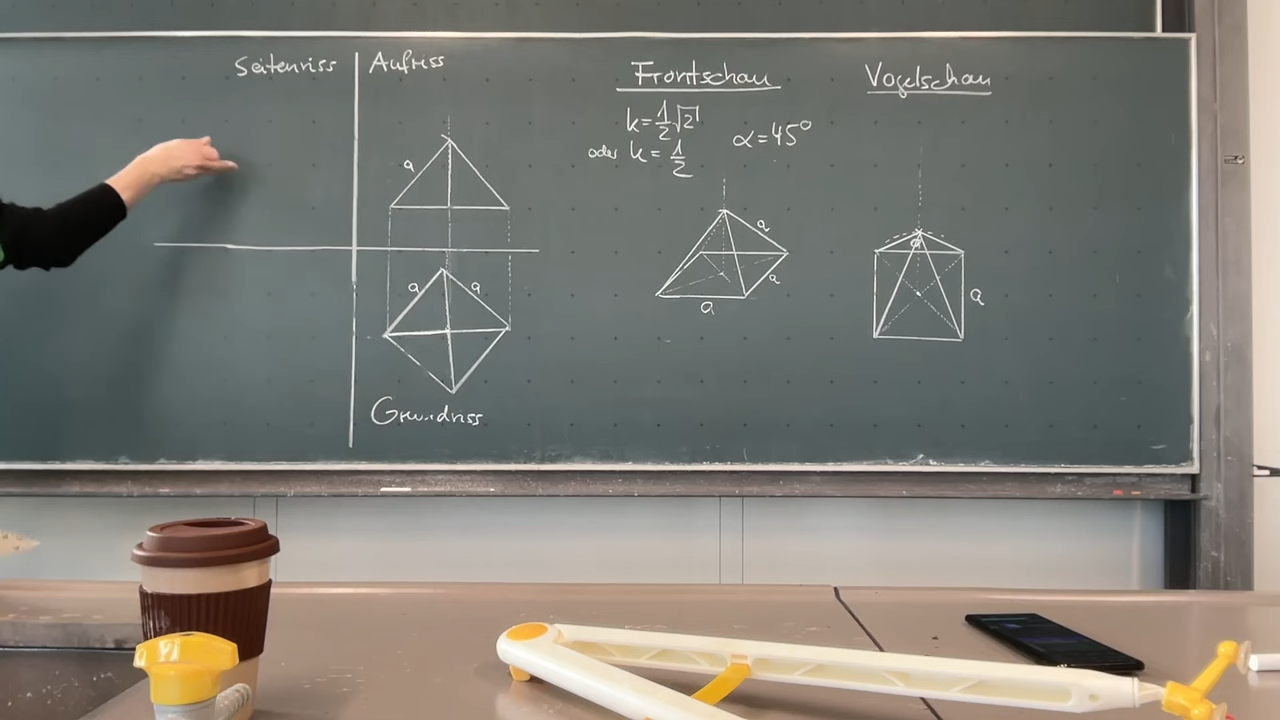 Seitenriss
Aufriss
a
a a
Grundriss
Frontschau
k = 1/2 √2
oder k = 1/2
α = 45°
a
a
a
Vogelschau
a